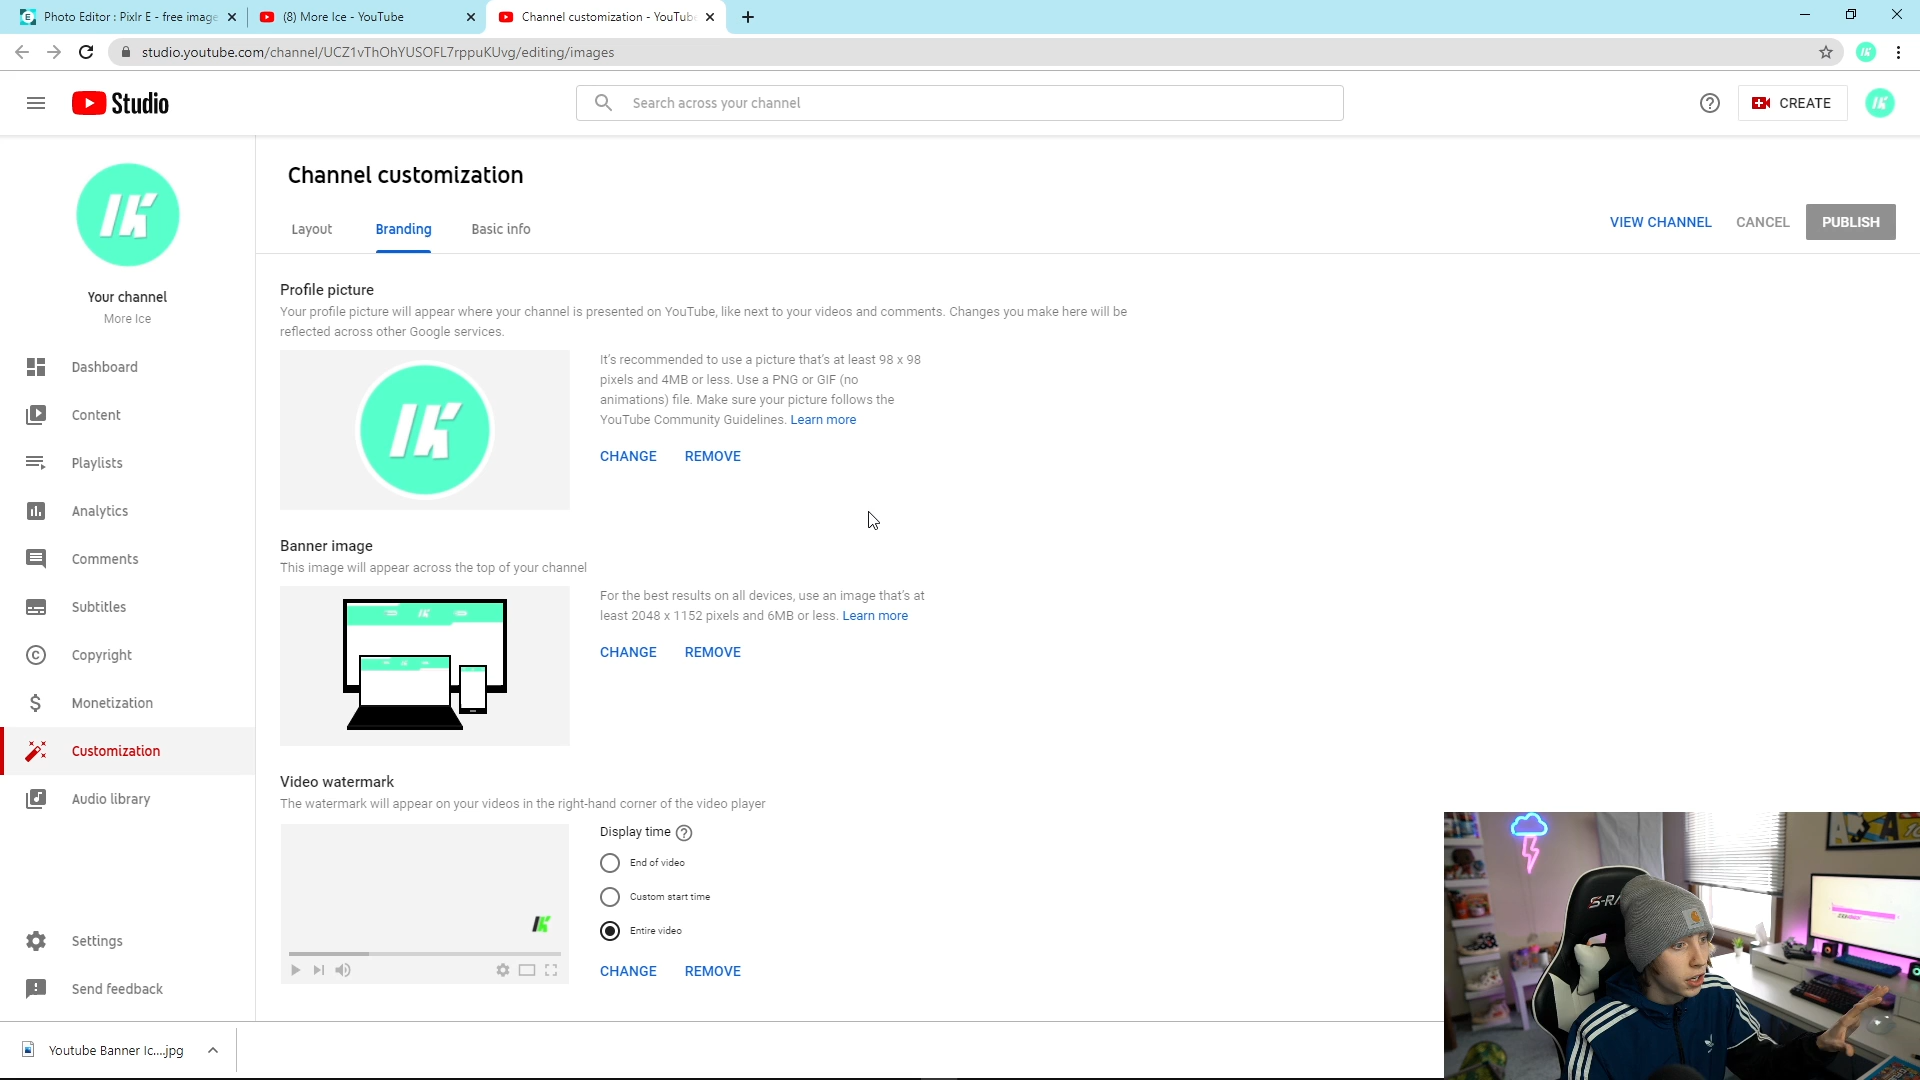 Photo Editor : Pixlr E - free image
(8) More Ice - YouTube
Channel customization - YouTube
studio.youtube.com/channel/UCZ1vThOhYUSOFL7rppuKUvg/editing/images
Studio
Search across your channel
CREATE
Your channel
More Ice
Dashboard
Content
Playlists
Analytics
Comments
Subtitles
Copyright
Monetization
Customization
Audio library
Settings
Send feedback
Channel customization
Layout
Branding
Basic info
VIEW CHANNEL
CANCEL
PUBLISH
Profile picture
Your profile picture will appear where your channel is presented on YouTube, like next to your videos and comments. Changes you make here will be
reflected across other Google services.
It's recommended to use a picture that's at least 98 x 98
pixels and 4MB or less. Use a PNG or GIF (no
animations) file. Make sure your picture follows the
YouTube Community Guidelines. Learn more
CHANGE REMOVE
Banner image
This image will appear across the top of your channel
For the best results on all devices, use an image that's at
least 2048 x 1152 pixels and 6MB or less. Learn more
CHANGE REMOVE
Video watermark
The watermark will appear on your videos in the right-hand corner of the video player
Display time
End of video
Custom start time
Entire video
CHANGE REMOVE
Youtube Banner Ic....jpg